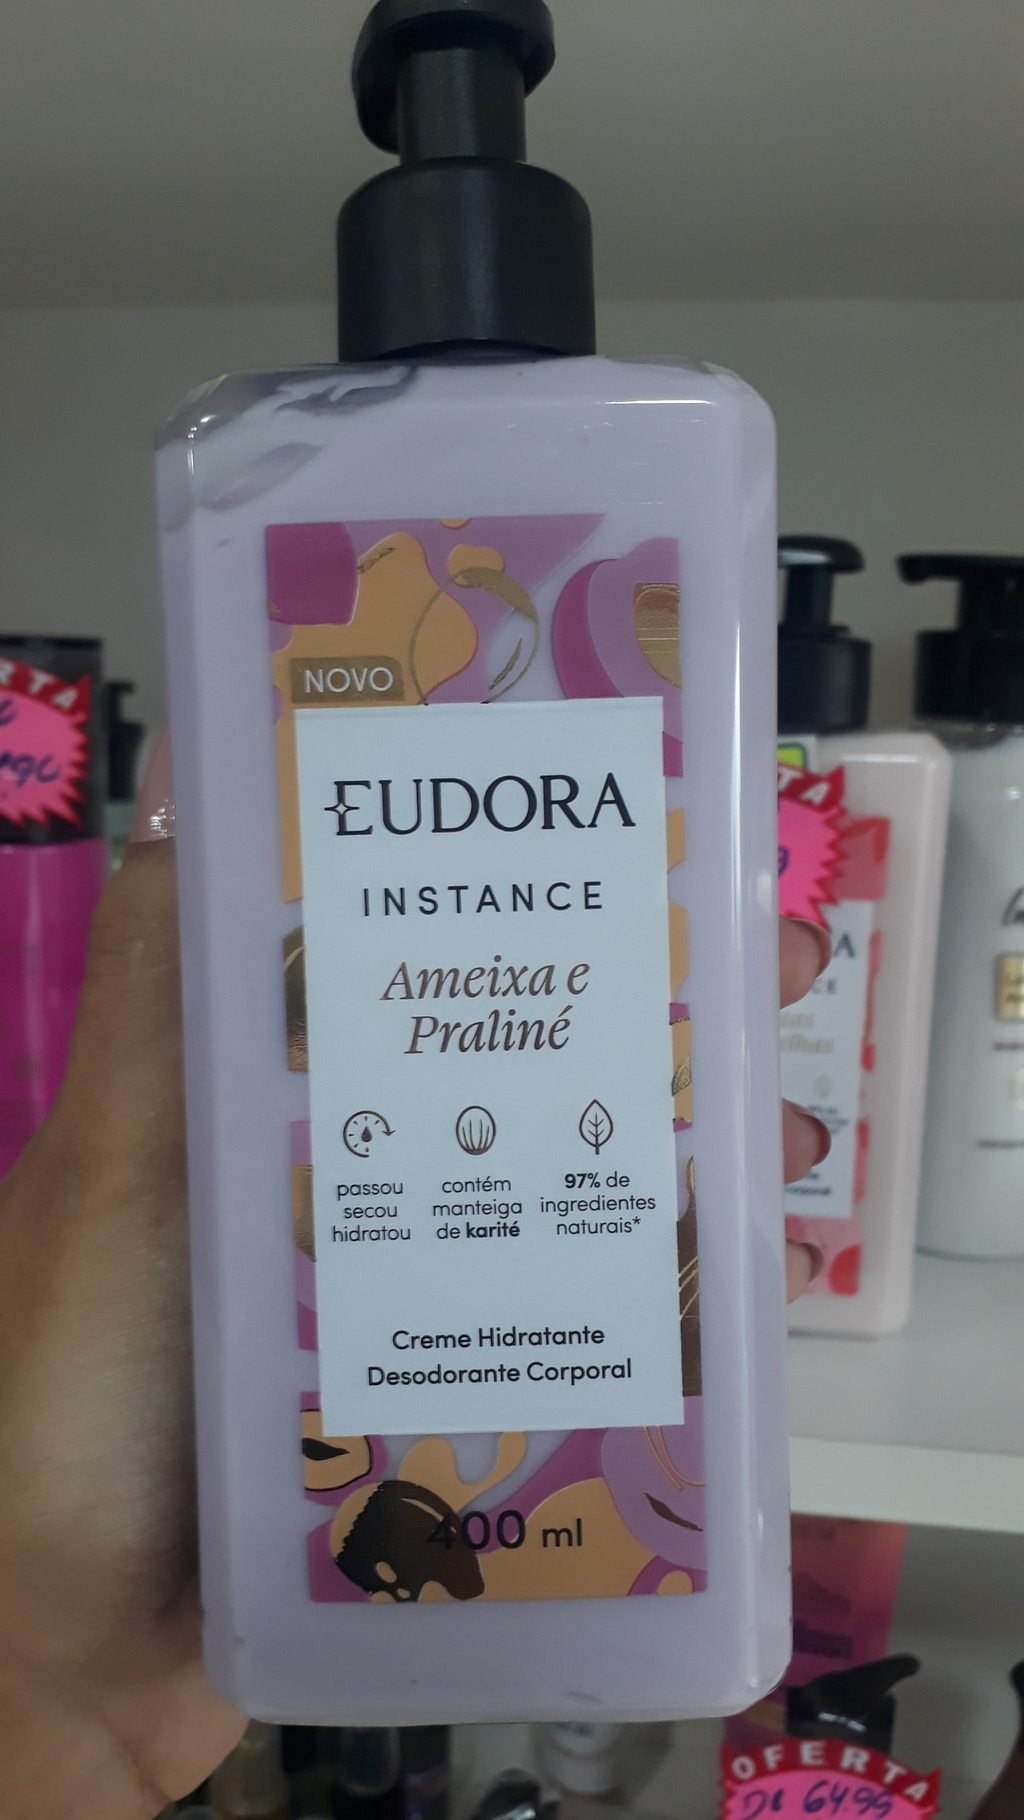 NOVO
EUDORA
INSTANCE
Ameixa e
Praliné
passou
secou
hidratou
contém
manteiga
de karité
97% de
ingredientes
naturais*
Creme Hidratante
Desodorante Corporal
400 ml
OFERTA
DE 64,99